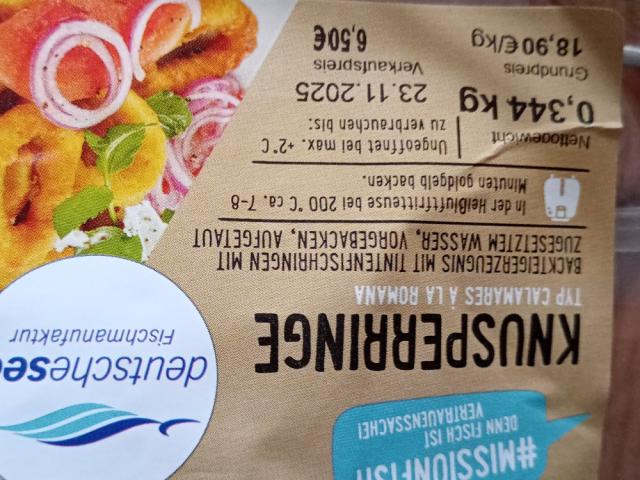 #MISSIONFISH
DENN FISCH IST
VERTRAUENSSACHE!
deutschesee
Fischmanufaktur
KNUSPERRINGE
TYP CALAMARES À LA ROMANA
BACKTEIGERZEUGNIS MIT TINTENFISCHRINGEN MIT
ZUGESETZTEM WASSER, VORGEBACKEN, AUFGETAUT
In der Heißluftfritteuse bei 200 °C ca. 7-8
Minuten goldgelb backen.
Nettogewicht
0,344 kg
Ungeöffnet bei max. +2°C
zu verbrauchen bis:
23.11.2025
Grundpreis
18,90 €/kg
Verkaufspreis
6,50€